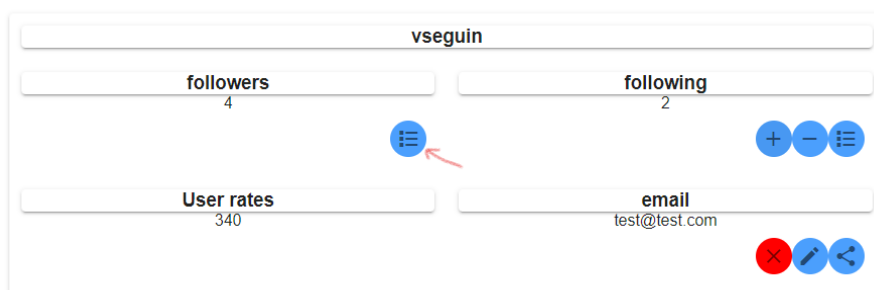 vseguin
followers
4
following
2
User rates
340
email
test@test.com